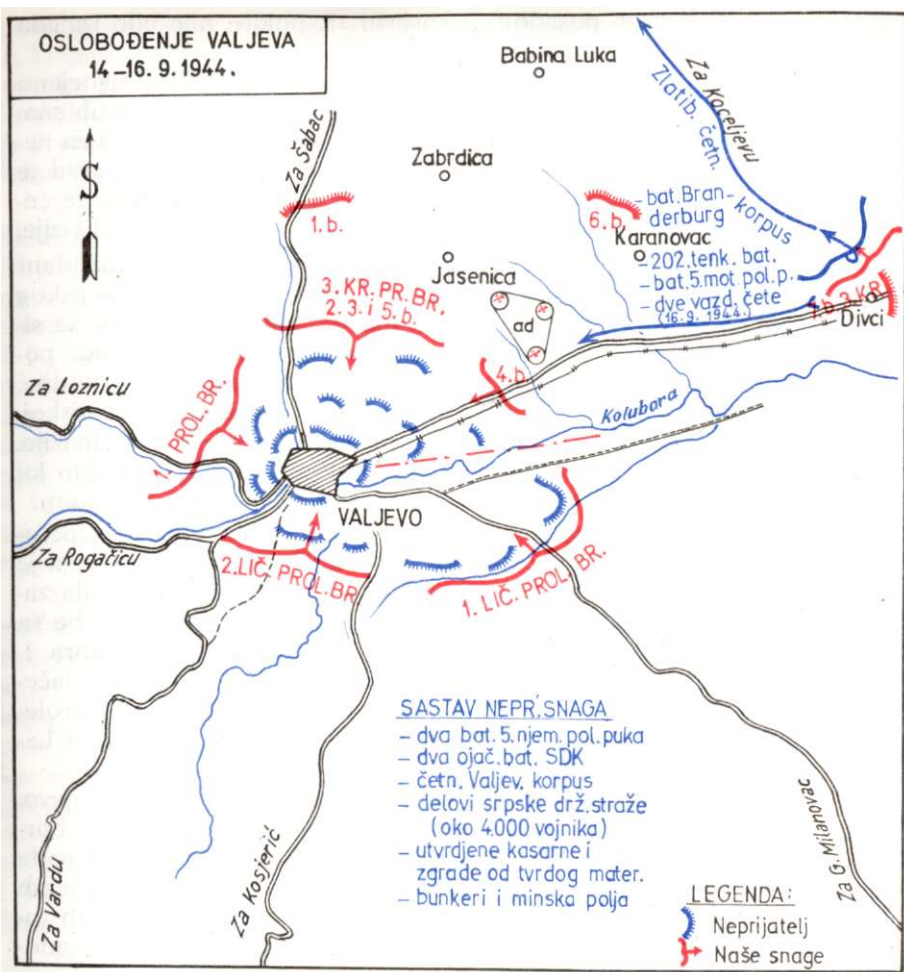 OSLOBOĐENJE VALJEVA
14-16.9.1944.
S
Babina Luka
Za Koceljevu
Zlatib. četn.
korpus
Za Šabac
Zabrdica
1.b.
6.b.
- bat. Bran-
derburg
Karanovac
- 202. tenk. bat.
- bat. 5. mot. pol. p.
- dve vazd. čete
(16.9.1944.)
Jasenica
3. KR. PR. BR.
2. 3. i 5. b.
ad
3. KR.
Divci
4.b.
Kolubara
Za Loznicu
1. PROL. BR.
Za Rogačicu
VALJEVO
2. LIČ. PROL. BR.
1. LIČ. PROL. BR.
SASTAV NEPR. SNAGA
- dva bat. 5. njem. pol. puka
- dva ojač. bat. SDK
- četn. Valjev. korpus
- delovi srpske drž. straže
(oko 4.000 vojnika)
- utvrdjene kasarne i
zgrade od tvrdog mater.
- bunkeri i minska polja
Za Vardu
Za Kosjerić
Za G. Milanovac
LEGENDA:
Neprijatelj
Naše snage